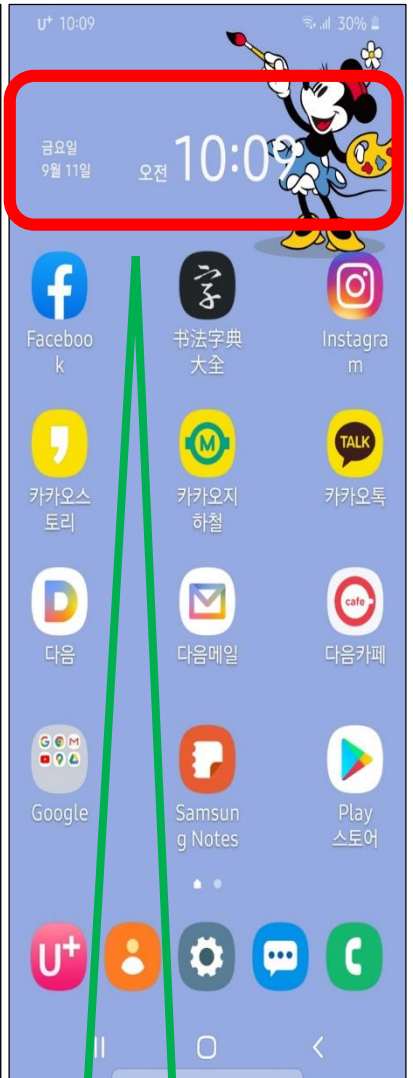 U⁺ 10:09
30%
금요일
9월 11일
오전 10:09
Faceboo
k
书法字典
大全
Instagra
m
카카오스
토리
M
카카오지
하철
TALK
카카오톡
D
다음
다음메일
cafe
다음카페
Google
Samsun
g Notes
Play
스토어
U⁺